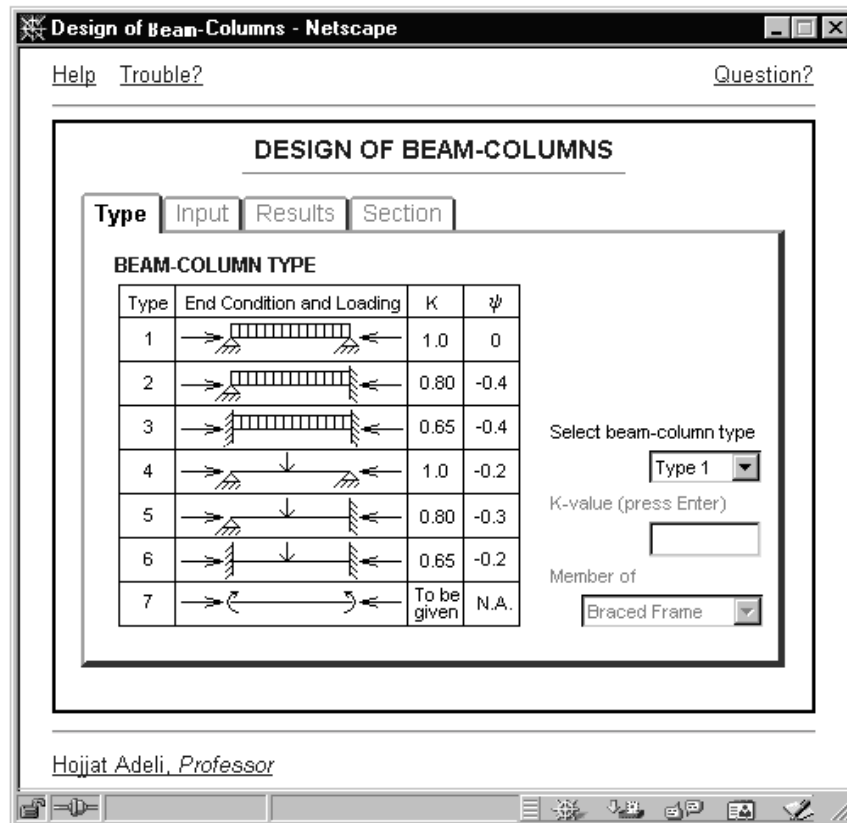 Design of Beam-Columns - Netscape
Help Trouble? Question?
DESIGN OF BEAM-COLUMNS
Type Input Results Section
BEAM-COLUMN TYPE
Type End Condition and Loading K ψ
1 1.0 0
2 0.80 -0.4
3 0.65 -0.4
4 1.0 -0.2
5 0.80 -0.3
6 0.65 -0.2
7 To be given N.A.
Select beam-column type
Type 1
K-value (press Enter)
Member of
Braced Frame
Hojjat Adeli, Professor